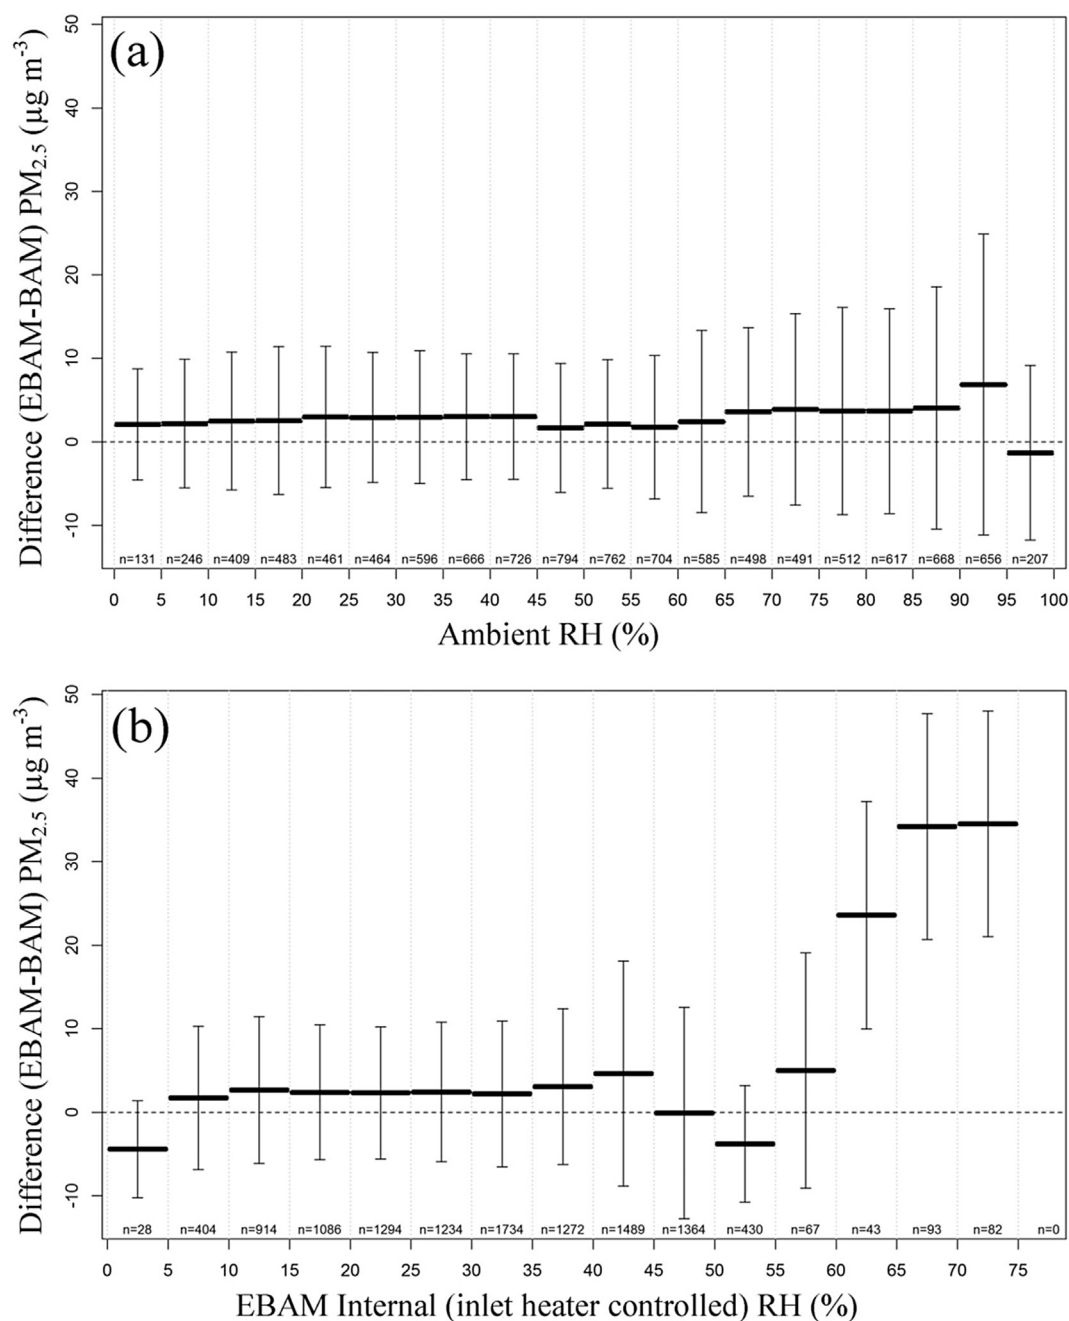 (a)
Difference (EBAM-BAM) PM2.5 (µg m-3)
50
40
30
20
10
0
-10
n=131 n=246 n=409 n=483 n=461 n=464 n=596 n=666 n=726 n=794 n=762 n=704 n=585 n=498 n=491 n=512 n=617 n=668 n=656 n=207
0 5 10 15 20 25 30 35 40 45 50 55 60 65 70 75 80 85 90 95 100
Ambient RH (%)
(b)
Difference (EBAM-BAM) PM2.5 (µg m-3)
50
40
30
20
10
0
-10
n=28 n=404 n=914 n=1086 n=1294 n=1234 n=1734 n=1272 n=1489 n=1364 n=430 n=67 n=43 n=93 n=82 n=0
0 5 10 15 20 25 30 35 40 45 50 55 60 65 70 75
EBAM Internal (inlet heater controlled) RH (%)